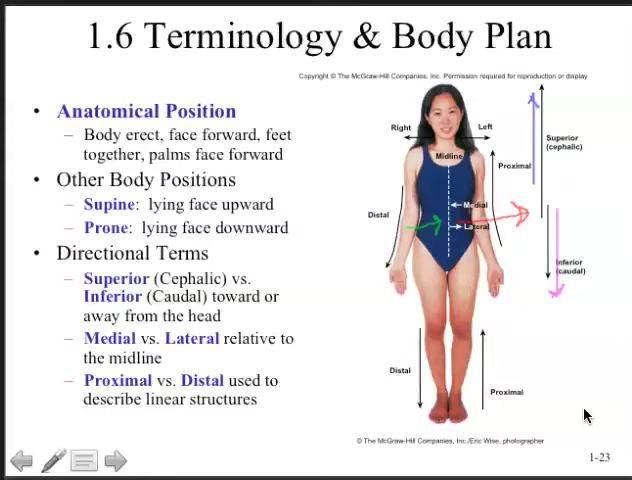 1.6 Terminology & Body Plan
Copyright © The McGraw-Hill Companies, Inc. Permission required for reproduction or display
• Anatomical Position
– Body erect, face forward, feet
together, palms face forward
• Other Body Positions
– Supine: lying face upward
– Prone: lying face downward
• Directional Terms
– Superior (Cephalic) vs.
Inferior (Caudal) toward or
away from the head
– Medial vs. Lateral relative to
the midline
– Proximal vs. Distal used to
describe linear structures
Right
Left
Midline
Superior
(cephalic)
Proximal
Medial
Distal
Lateral
Inferior
(caudal)
Distal
Proximal
© The McGraw-Hill Companies, Inc./Eric Wise, photographer
1-23